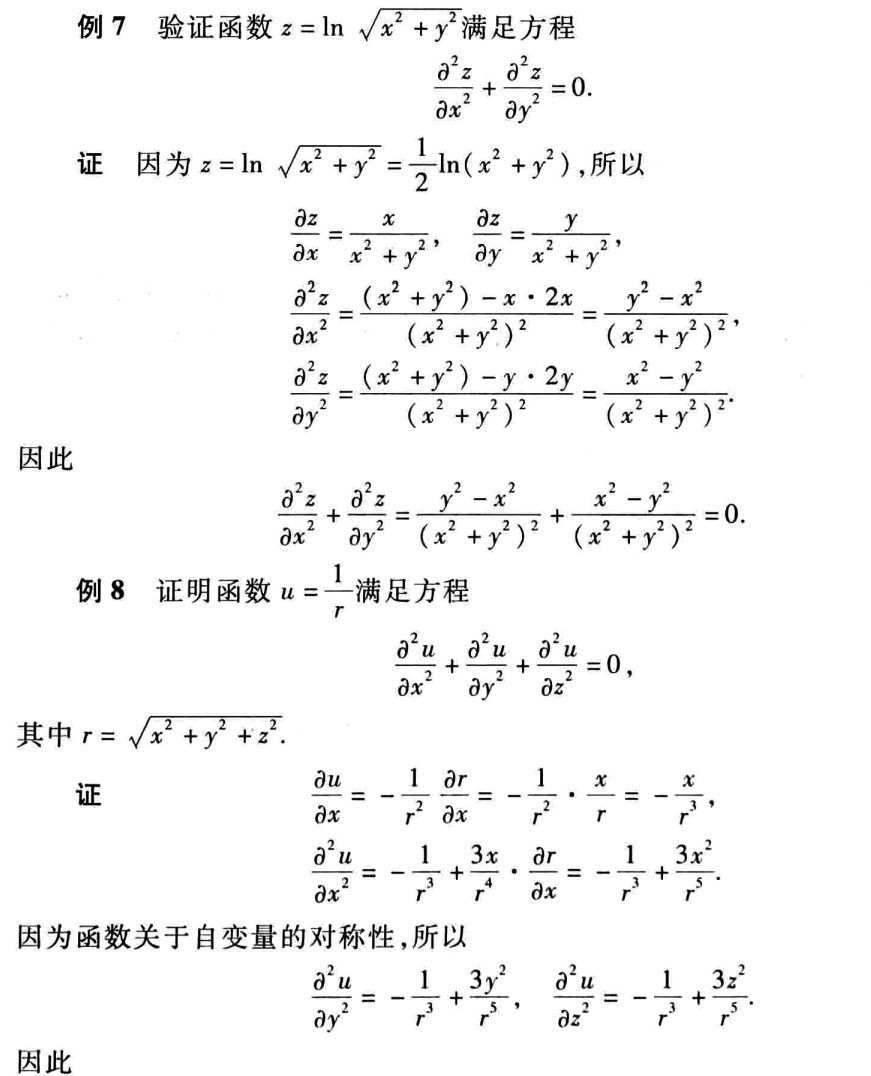 例 7 验证函数 $z = \ln \sqrt{x^2 + y^2}$ 满足方程
$\frac{\partial^2 z}{\partial x^2} + \frac{\partial^2 z}{\partial y^2} = 0.$
证 因为 $z = \ln \sqrt{x^2 + y^2} = \frac{1}{2}\ln(x^2 + y^2)$,所以
$\frac{\partial z}{\partial x} = \frac{x}{x^2 + y^2}, \quad \frac{\partial z}{\partial y} = \frac{y}{x^2 + y^2},$
$\frac{\partial^2 z}{\partial x^2} = \frac{(x^2 + y^2) - x \cdot 2x}{(x^2 + y^2)^2} = \frac{y^2 - x^2}{(x^2 + y^2)^2},$
$\frac{\partial^2 z}{\partial y^2} = \frac{(x^2 + y^2) - y \cdot 2y}{(x^2 + y^2)^2} = \frac{x^2 - y^2}{(x^2 + y^2)^2}.$
因此
$\frac{\partial^2 z}{\partial x^2} + \frac{\partial^2 z}{\partial y^2} = \frac{y^2 - x^2}{(x^2 + y^2)^2} + \frac{x^2 - y^2}{(x^2 + y^2)^2} = 0.$
例 8 证明函数 $u = \frac{1}{r}$ 满足方程
$\frac{\partial^2 u}{\partial x^2} + \frac{\partial^2 u}{\partial y^2} + \frac{\partial^2 u}{\partial z^2} = 0,$
其中 $r = \sqrt{x^2 + y^2 + z^2}.$
证 $\frac{\partial u}{\partial x} = -\frac{1}{r^2} \frac{\partial r}{\partial x} = -\frac{1}{r^2} \cdot \frac{x}{r} = -\frac{x}{r^3},$
$\frac{\partial^2 u}{\partial x^2} = -\frac{1}{r^3} + \frac{3x}{r^4} \cdot \frac{\partial r}{\partial x} = -\frac{1}{r^3} + \frac{3x^2}{r^5}.$
因为函数关于自变量的对称性,所以
$\frac{\partial^2 u}{\partial y^2} = -\frac{1}{r^3} + \frac{3y^2}{r^5}, \quad \frac{\partial^2 u}{\partial z^2} = -\frac{1}{r^3} + \frac{3z^2}{r^5}.$
因此